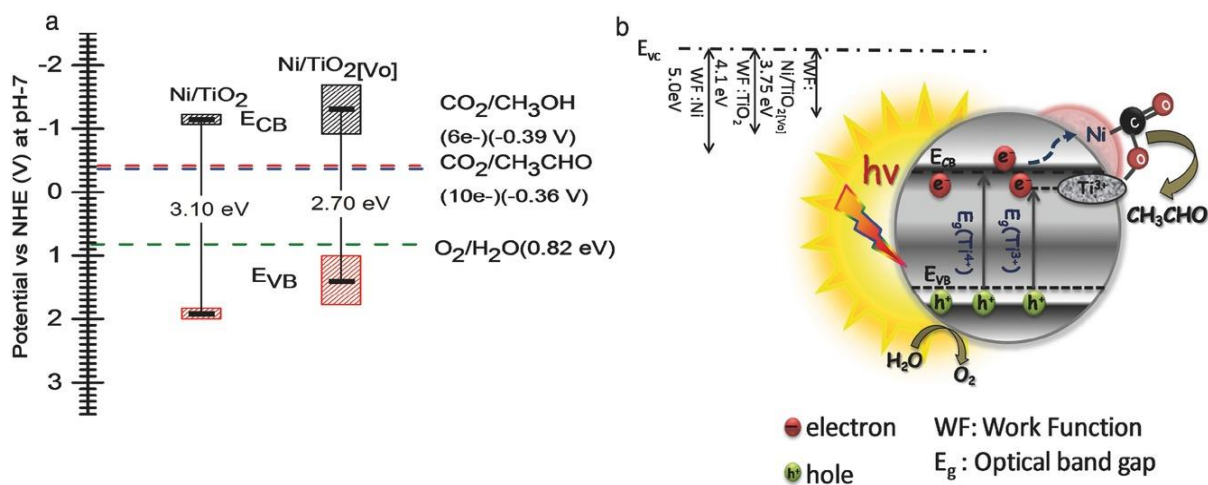 a
Potential vs NHE (V) at pH-7
-2
-1
0
1
2
3
Ni/TiO2
ECB
Ni/TiO2[Vo]
3.10 eV
2.70 eV
EVB
CO2/CH3OH
(6e-)(-0.39 V)
CO2/CH3CHO
(10e-)(-0.36 V)
O2/H2O(0.82 eV)
b
EVC
WF :Ni
5.0eV
WF :TiO2
4.1 eV
WF:
Ni/TiO2[Vo]
3.75 eV
hν
ECB
e-
e-
e-
Ni
C
O
O
Ti3+
CH3CHO
Eg(Ti4+)
Eg(Ti3+)
EVB
h+
h+
h+
H2O
O2
electron
WF: Work Function
h+ hole
Eg : Optical band gap